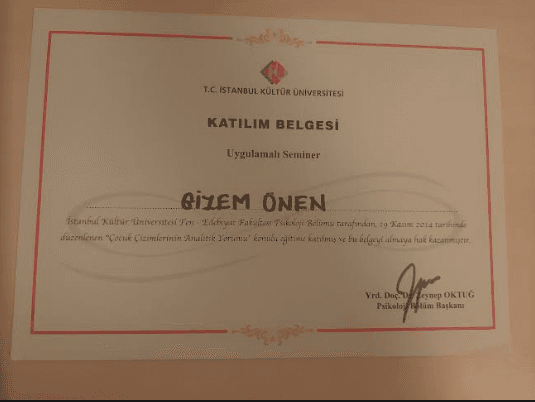 T.C. İSTANBUL KÜLTÜR ÜNİVERSİTESİ
KATILIM BELGESİ
Uygulamalı Seminer
GİZEM ÖNEN
İstanbul Kültür Üniversitesi Fen - Edebiyat Fakültesi Psikoloji Bölümü tarafından, 19 Kasım 2014 tarihinde
düzenlenen "Çocuk Çizimlerinin Analitik Yorumu" konulu eğitime katılmış ve bu belgeyi almaya hak kazanmıştır.
Yrd. Doç. Dr. Zeynep OKTUĞ
Psikoloji Bölüm Başkanı